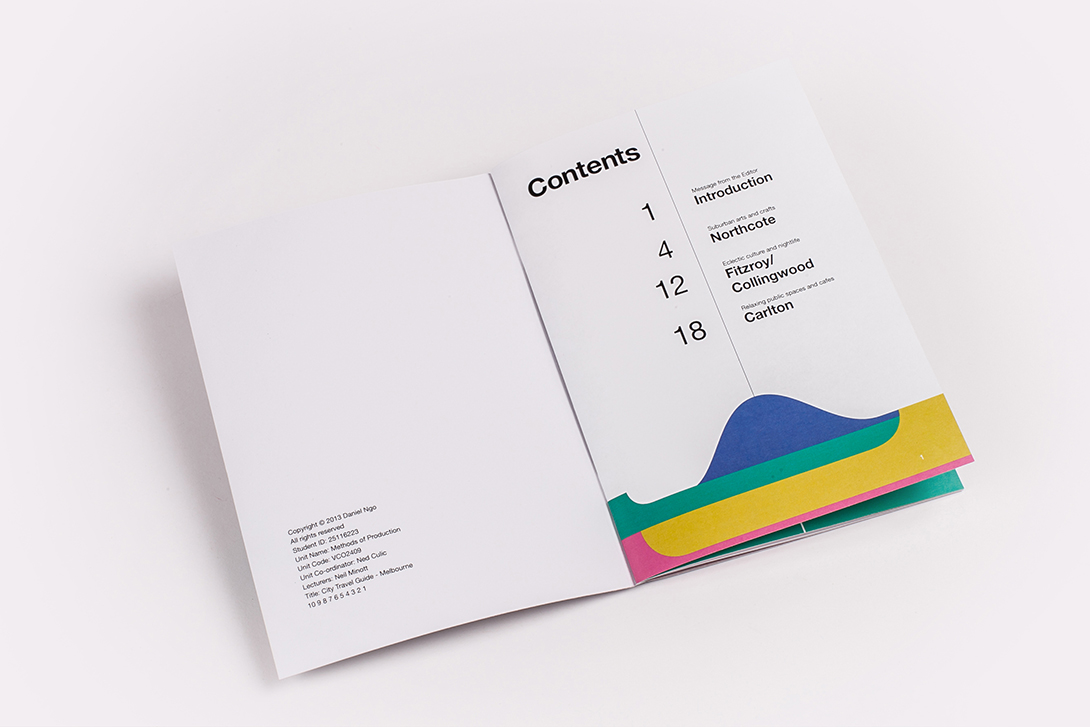 Copyright © 2013 Daniel Ngo
All rights reserved
Student ID: 25116223
Unit Name: Methods of Production
Unit Code: VCO2409
Unit Co-ordinator: Ned Culic
Lecturers: Neil Minott
Title: City Travel Guide - Melbourne
10 9 8 7 6 5 4 3 2 1
Contents
1
Message from the Editor
Introduction
4
Suburban arts and crafts
Northcote
12
Eclectic culture and nightlife
Fitzroy/
Collingwood
18
Relaxing public spaces and cafes
Carlton
1